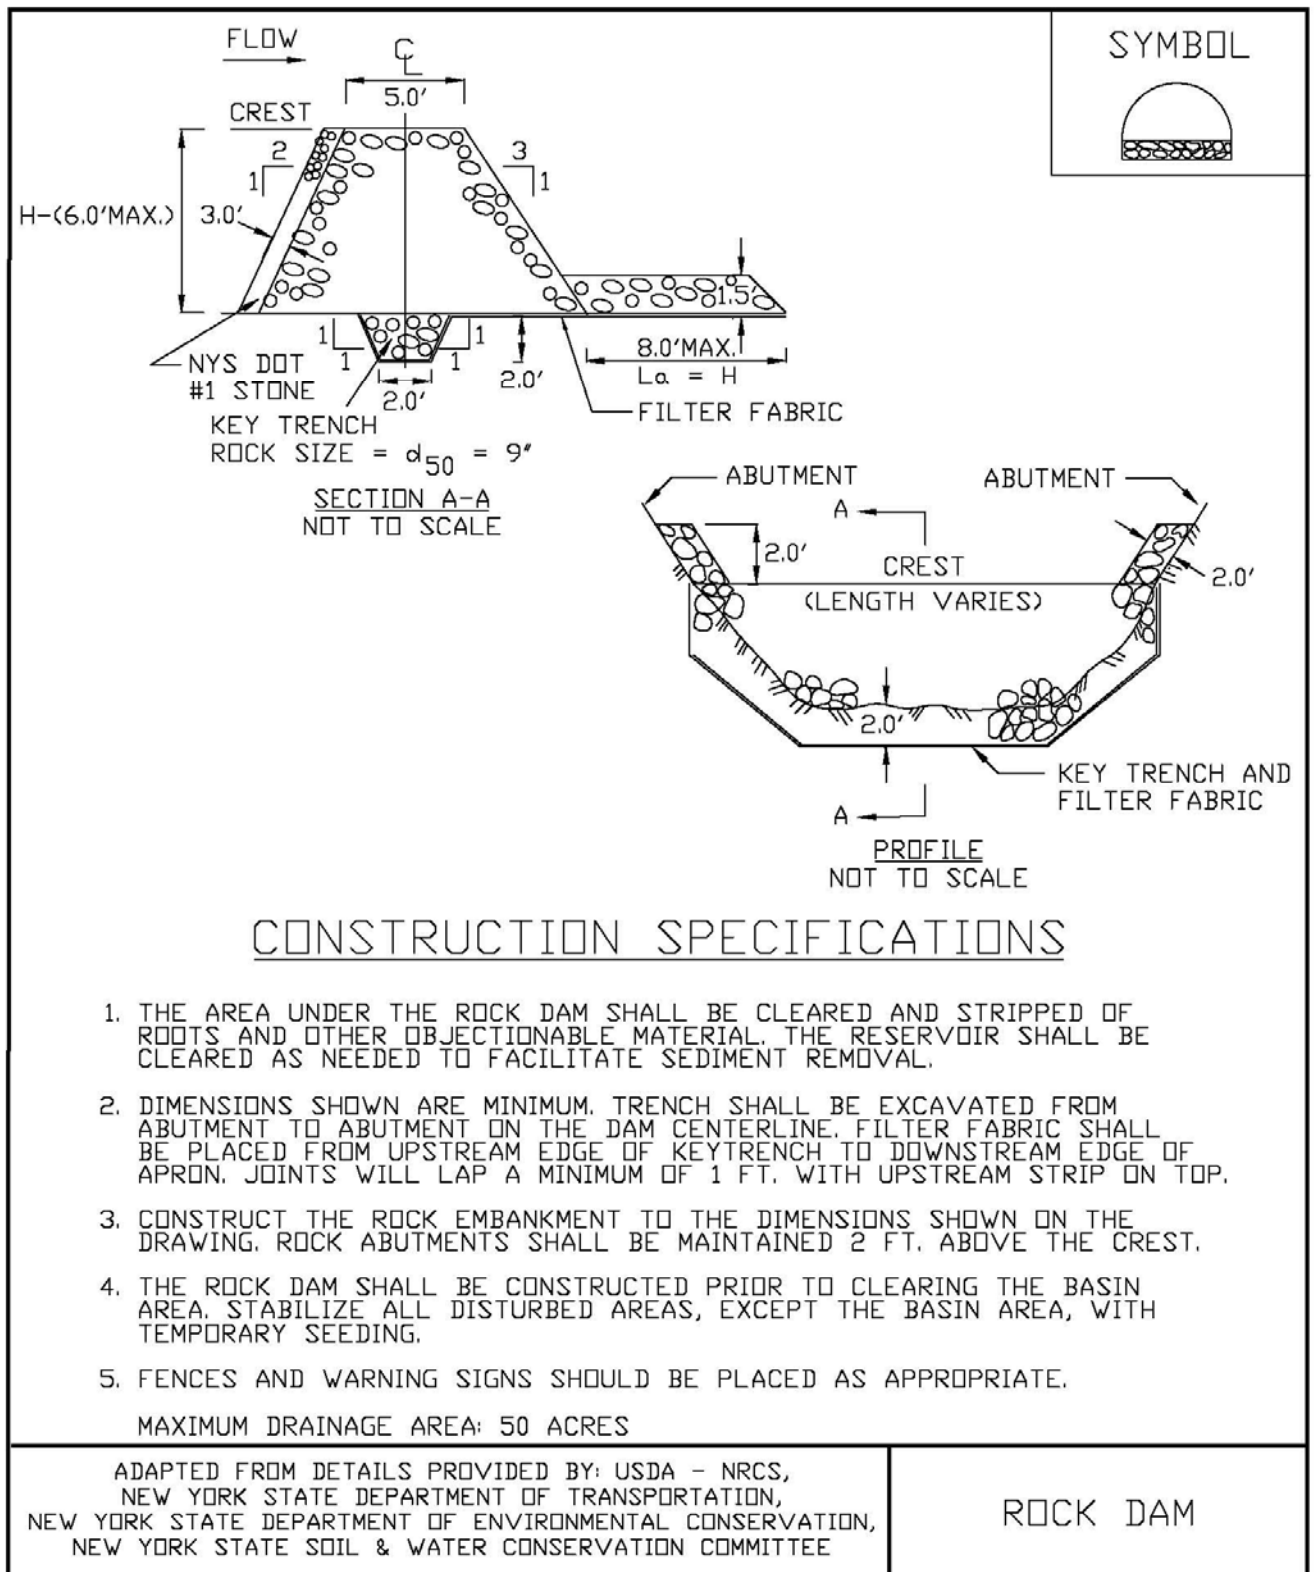 FLOW
C
L
5.0'
CREST
2
1
3
1
H-(6.0'MAX.)
3.0'
1.5'
1
1
1
1
NYS DOT
#1 STONE
2.0'
2.0'
8.0'MAX.
La = H
FILTER FABRIC
KEY TRENCH
ROCK SIZE = d50 = 9"
SECTION A-A
NOT TO SCALE
SYMBOL
ABUTMENT
ABUTMENT
A
2.0'
CREST
(LENGTH VARIES)
2.0'
2.0'
KEY TRENCH AND
FILTER FABRIC
A
PROFILE
NOT TO SCALE
CONSTRUCTION SPECIFICATIONS
1. THE AREA UNDER THE ROCK DAM SHALL BE CLEARED AND STRIPPED OF
ROOTS AND OTHER OBJECTIONABLE MATERIAL. THE RESERVOIR SHALL BE
CLEARED AS NEEDED TO FACILITATE SEDIMENT REMOVAL.
2. DIMENSIONS SHOWN ARE MINIMUM. TRENCH SHALL BE EXCAVATED FROM
ABUTMENT TO ABUTMENT ON THE DAM CENTERLINE. FILTER FABRIC SHALL
BE PLACED FROM UPSTREAM EDGE OF KEYTRENCH TO DOWNSTREAM EDGE OF
APRON. JOINTS WILL LAP A MINIMUM OF 1 FT. WITH UPSTREAM STRIP ON TOP.
3. CONSTRUCT THE ROCK EMBANKMENT TO THE DIMENSIONS SHOWN ON THE
DRAWING. ROCK ABUTMENTS SHALL BE MAINTAINED 2 FT. ABOVE THE CREST.
4. THE ROCK DAM SHALL BE CONSTRUCTED PRIOR TO CLEARING THE BASIN
AREA. STABILIZE ALL DISTURBED AREAS, EXCEPT THE BASIN AREA, WITH
TEMPORARY SEEDING.
5. FENCES AND WARNING SIGNS SHOULD BE PLACED AS APPROPRIATE.
MAXIMUM DRAINAGE AREA: 50 ACRES
ADAPTED FROM DETAILS PROVIDED BY: USDA - NRCS,
NEW YORK STATE DEPARTMENT OF TRANSPORTATION,
NEW YORK STATE DEPARTMENT OF ENVIRONMENTAL CONSERVATION,
NEW YORK STATE SOIL & WATER CONSERVATION COMMITTEE
ROCK DAM